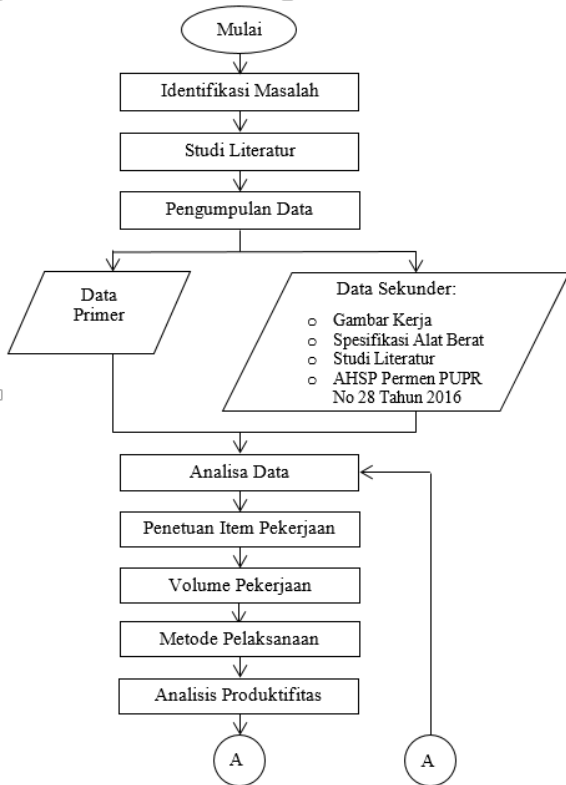 Mulai
Identifikasi Masalah
Studi Literatur
Pengumpulan Data
Data
Primer
Data Sekunder:
o Gambar Kerja
o Spesifikasi Alat Berat
o Studi Literatur
o AHSP Permen PUPR
No 28 Tahun 2016
Analisa Data
Penetuan Item Pekerjaan
Volume Pekerjaan
Metode Pelaksanaan
Analisis Produktifitas
A
A